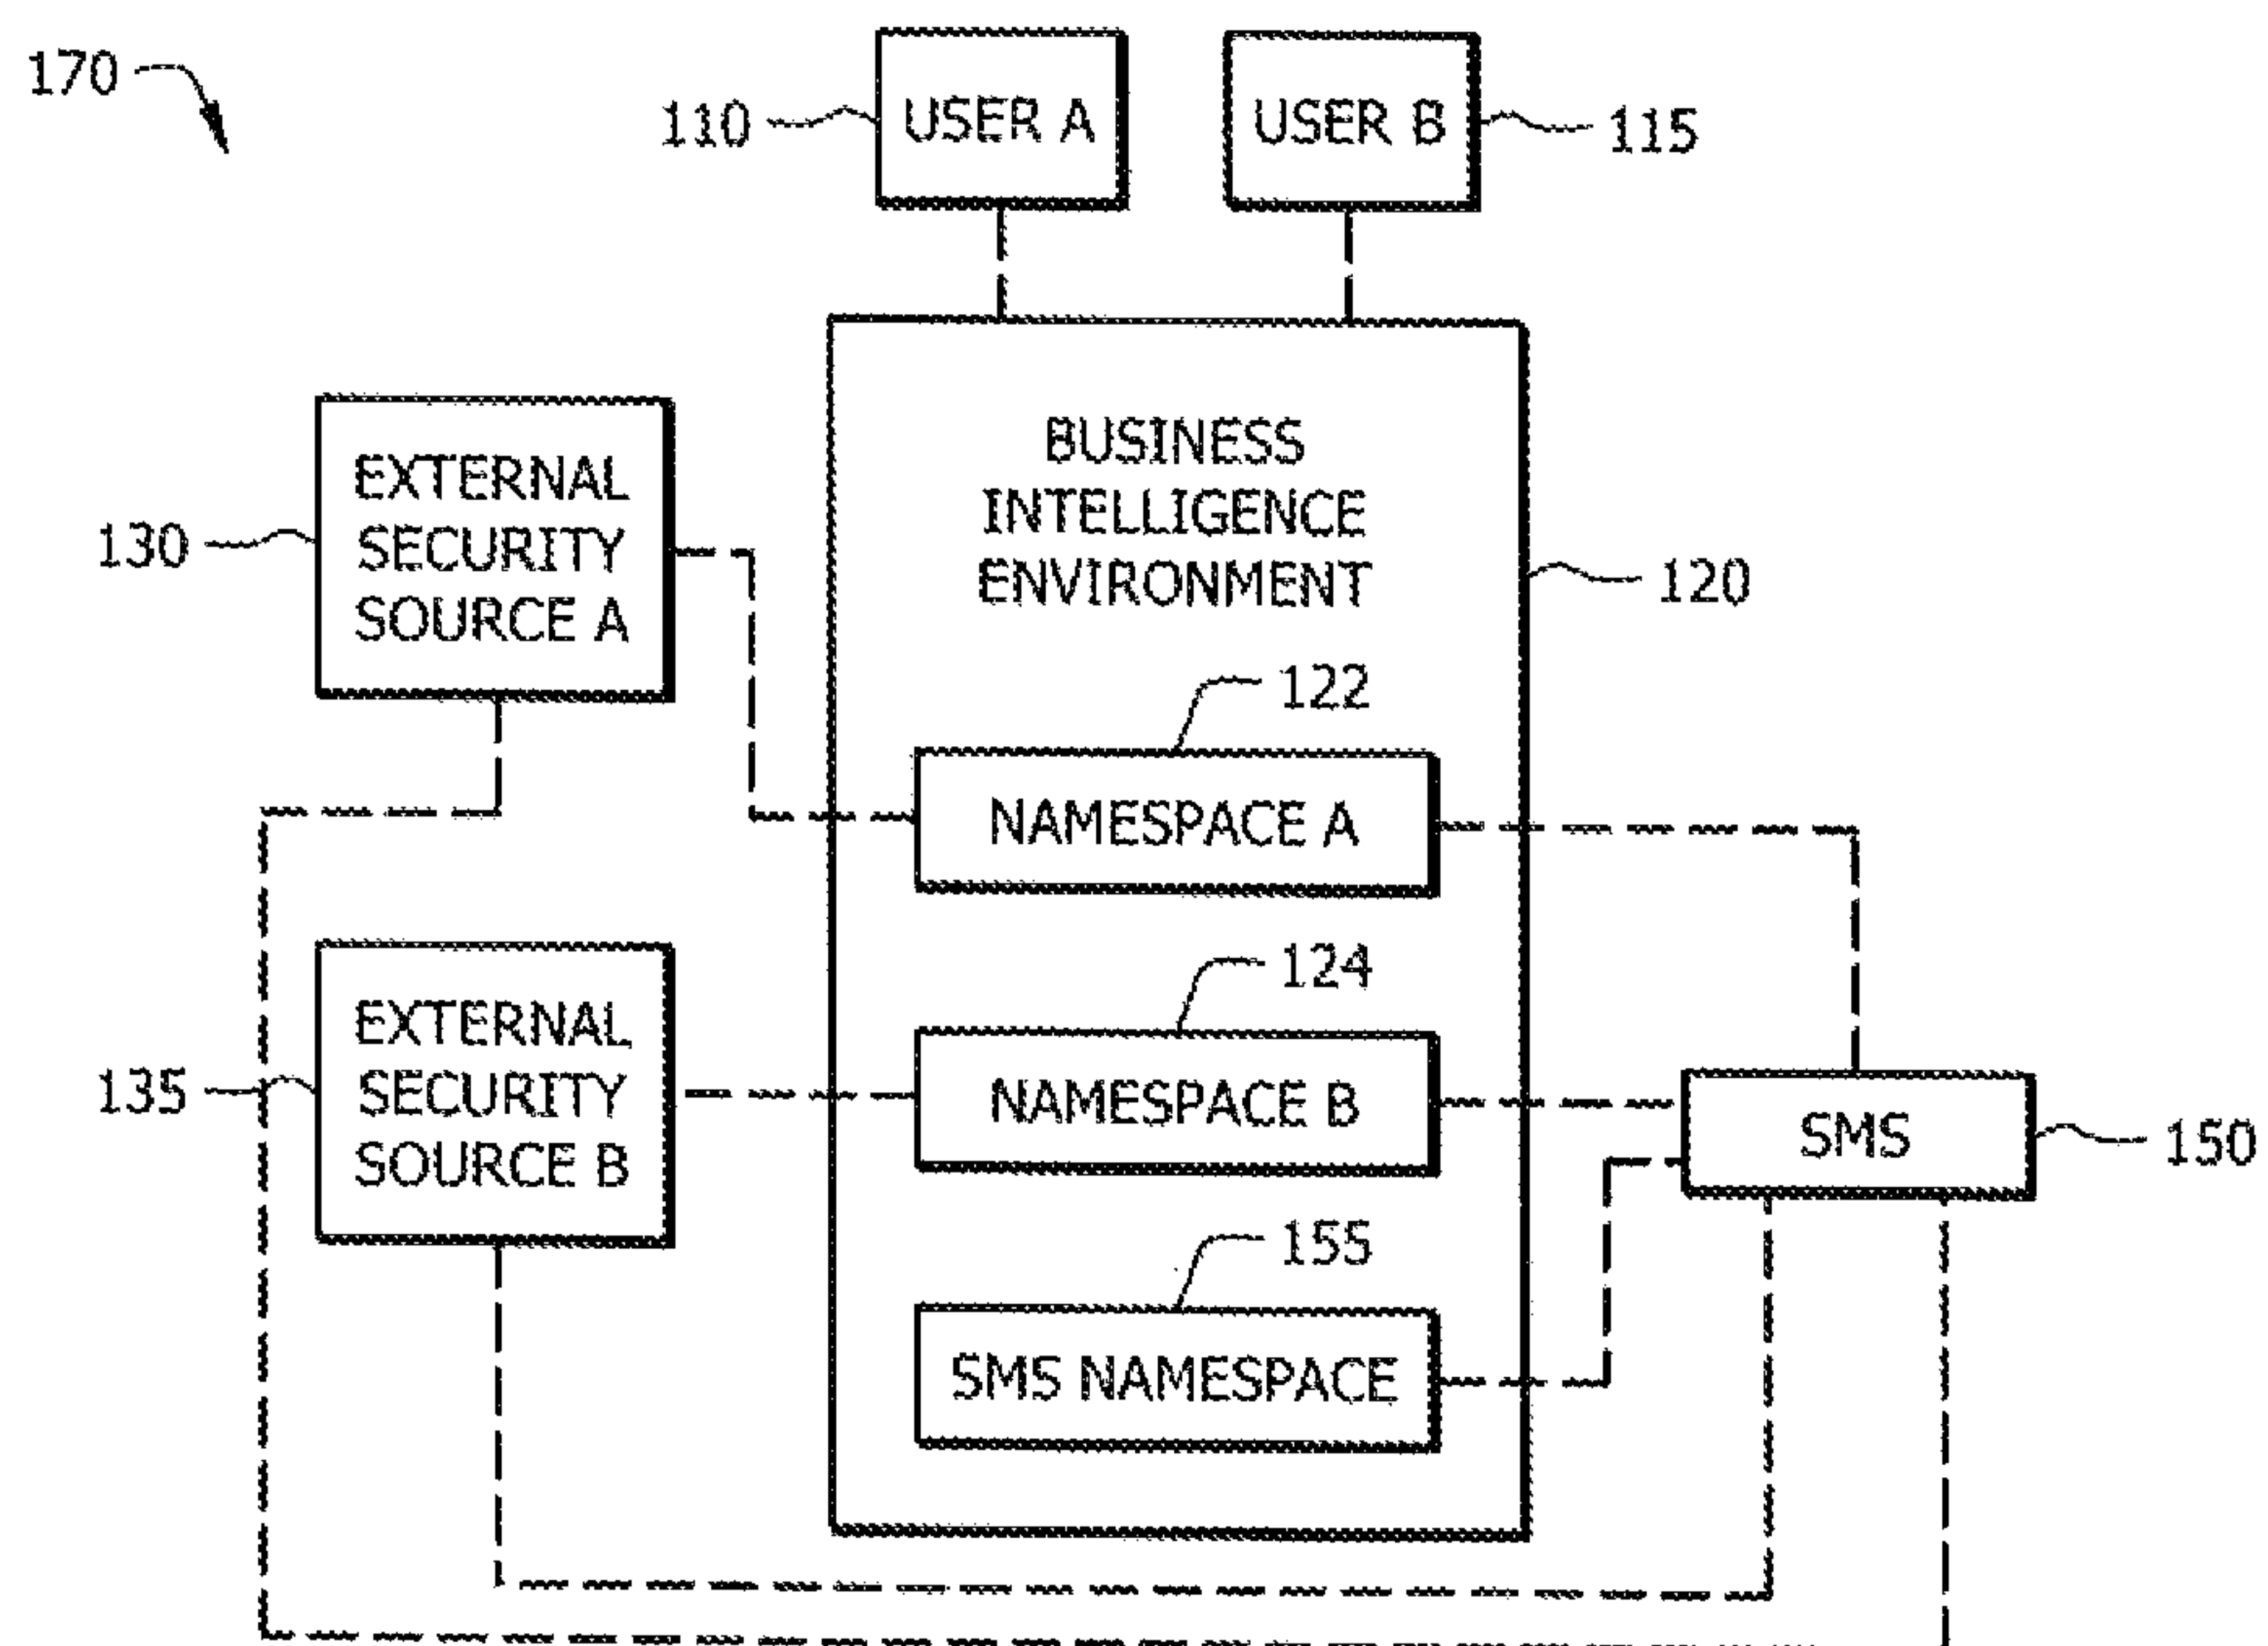 170
110
USER A
USER B
115
BUSINESS
INTELLIGENCE
ENVIRONMENT
120
130
EXTERNAL
SECURITY
SOURCE A
122
NAMESPACE A
124
NAMESPACE B
135
EXTERNAL
SECURITY
SOURCE B
SMS
150
155
SMS NAMESPACE